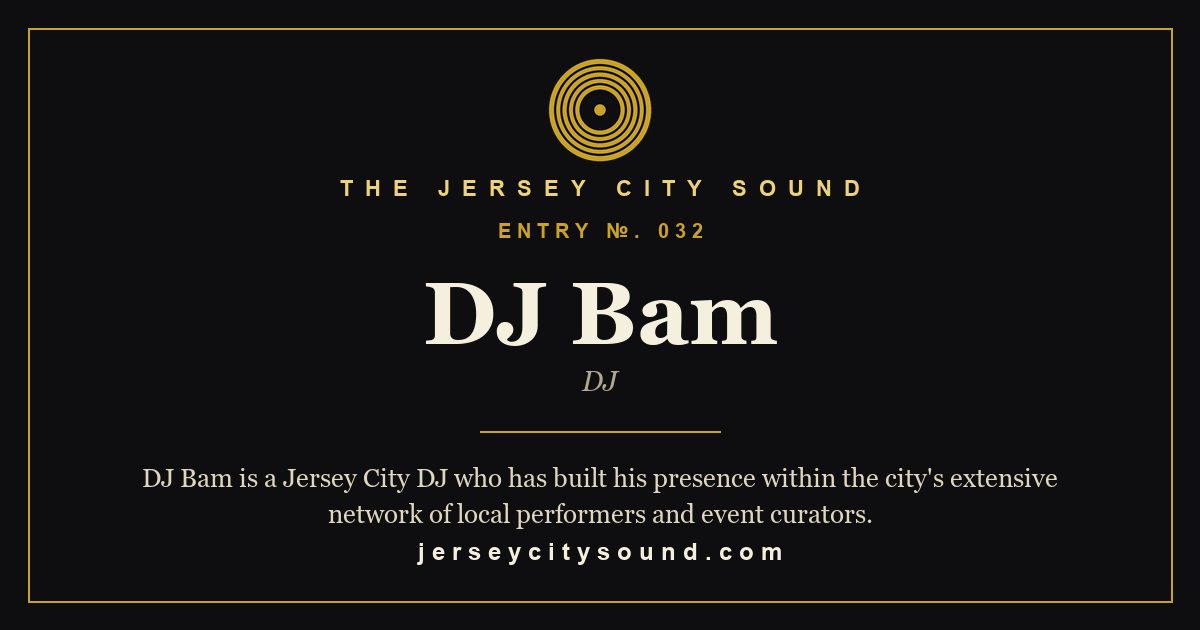 THE JERSEY CITY SOUND
ENTRY №. 032
DJ Bam
DJ
DJ Bam is a Jersey City DJ who has built his presence within the city's extensive
network of local performers and event curators.
jerseycitysound.com